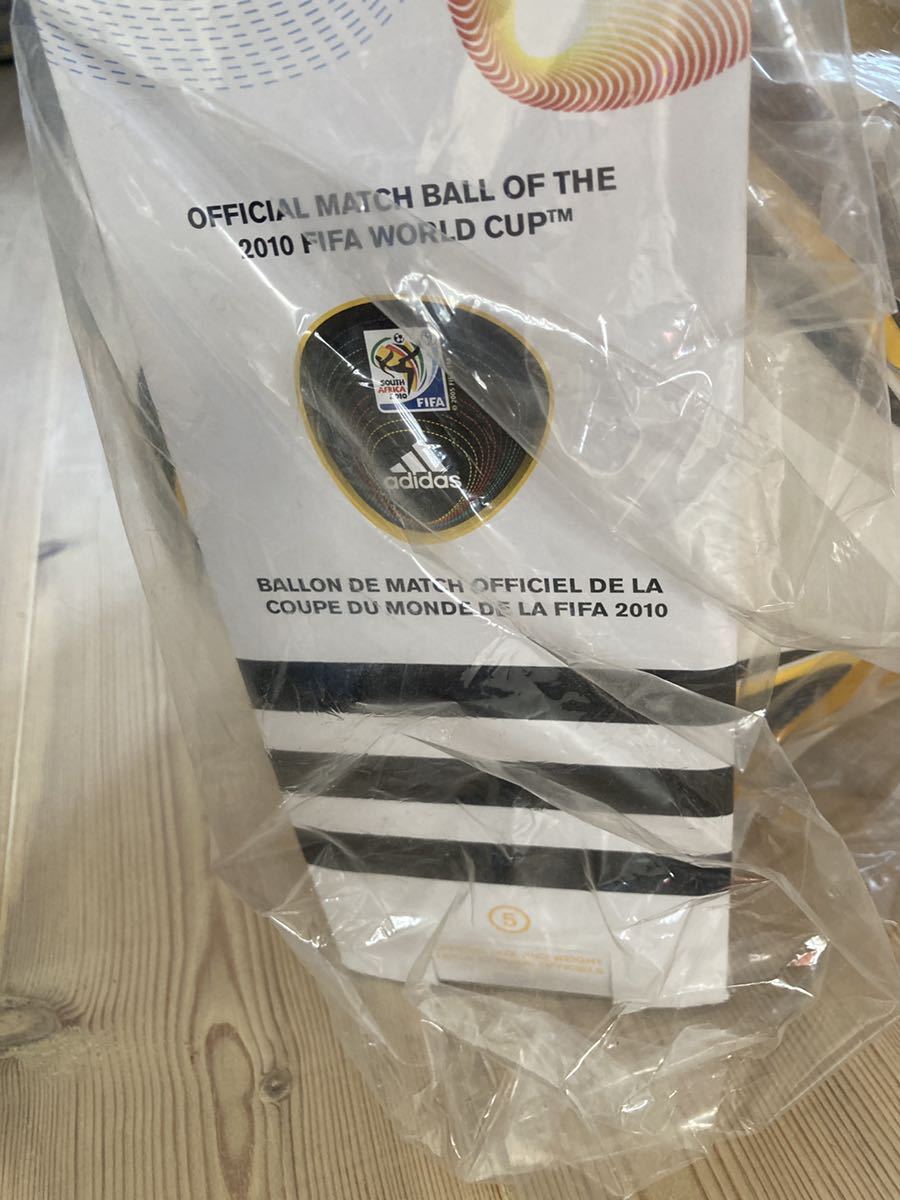 OFFICIAL MATCH BALL OF THE
2010 FIFA WORLD CUP™
SOUTH
AFRICA
2010
FIFA
adidas
BALLON DE MATCH OFFICIEL DE LA
COUPE DU MONDE DE LA FIFA 2010
5